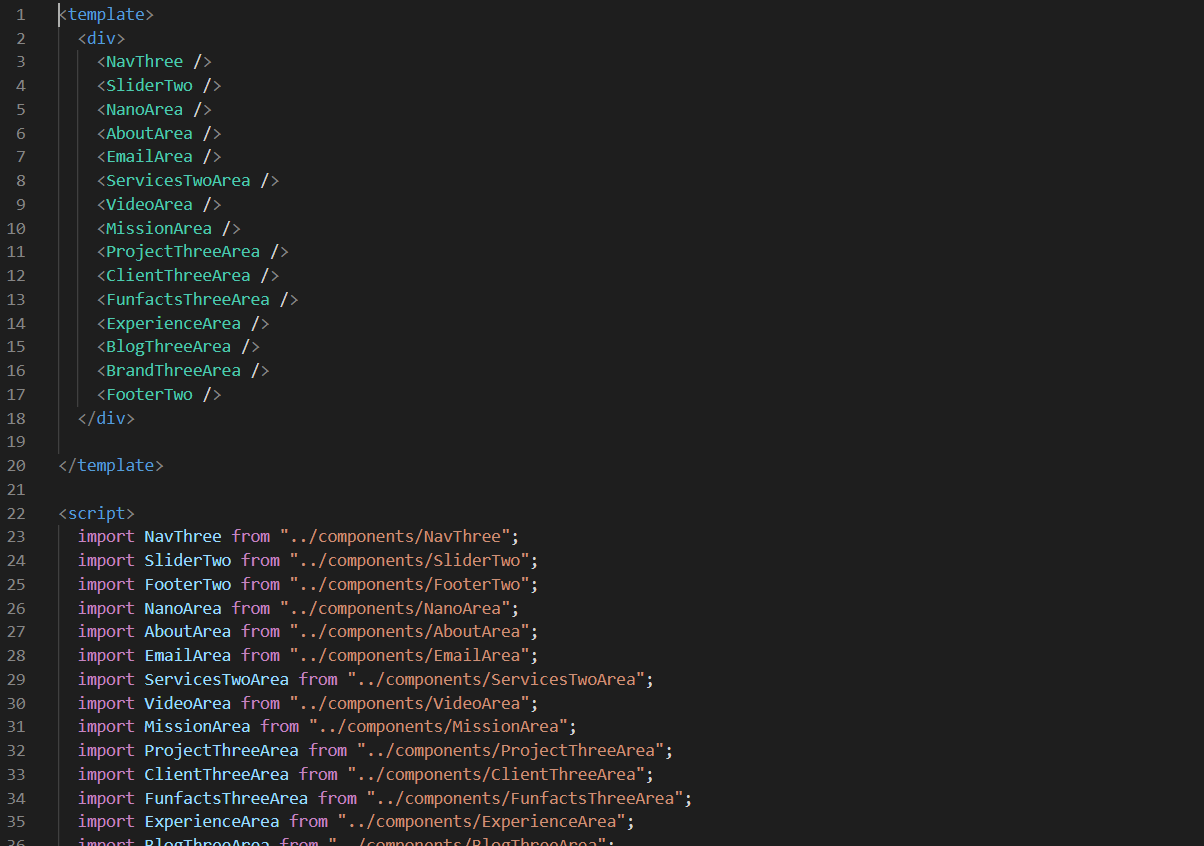 1 <template>
2 <div>
3 <NavThree />
4 <SliderTwo />
5 <NanoArea />
6 <AboutArea />
7 <EmailArea />
8 <ServicesTwoArea />
9 <VideoArea />
10 <MissionArea />
11 <ProjectThreeArea />
12 <ClientThreeArea />
13 <FunfactsThreeArea />
14 <ExperienceArea />
15 <BlogThreeArea />
16 <BrandThreeArea />
17 <FooterTwo />
18 </div>
19
20 </template>
21
22 <script>
23 import NavThree from "../components/NavThree";
24 import SliderTwo from "../components/SliderTwo";
25 import FooterTwo from "../components/FooterTwo";
26 import NanoArea from "../components/NanoArea";
27 import AboutArea from "../components/AboutArea";
28 import EmailArea from "../components/EmailArea";
29 import ServicesTwoArea from "../components/ServicesTwoArea";
30 import VideoArea from "../components/VideoArea";
31 import MissionArea from "../components/MissionArea";
32 import ProjectThreeArea from "../components/ProjectThreeArea";
33 import ClientThreeArea from "../components/ClientThreeArea";
34 import FunfactsThreeArea from "../components/FunfactsThreeArea";
35 import ExperienceArea from "../components/ExperienceArea";
36 import BlogThreeArea from "../components/BlogThreeArea";